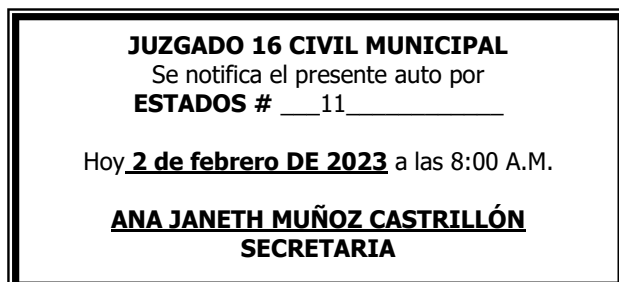 JUZGADO 16 CIVIL MUNICIPAL
Se notifica el presente auto por
ESTADOS # ___11____________
Hoy 2 de febrero DE 2023 a las 8:00 A.M.
ANA JANETH MUÑOZ CASTRILLÓN
SECRETARIA